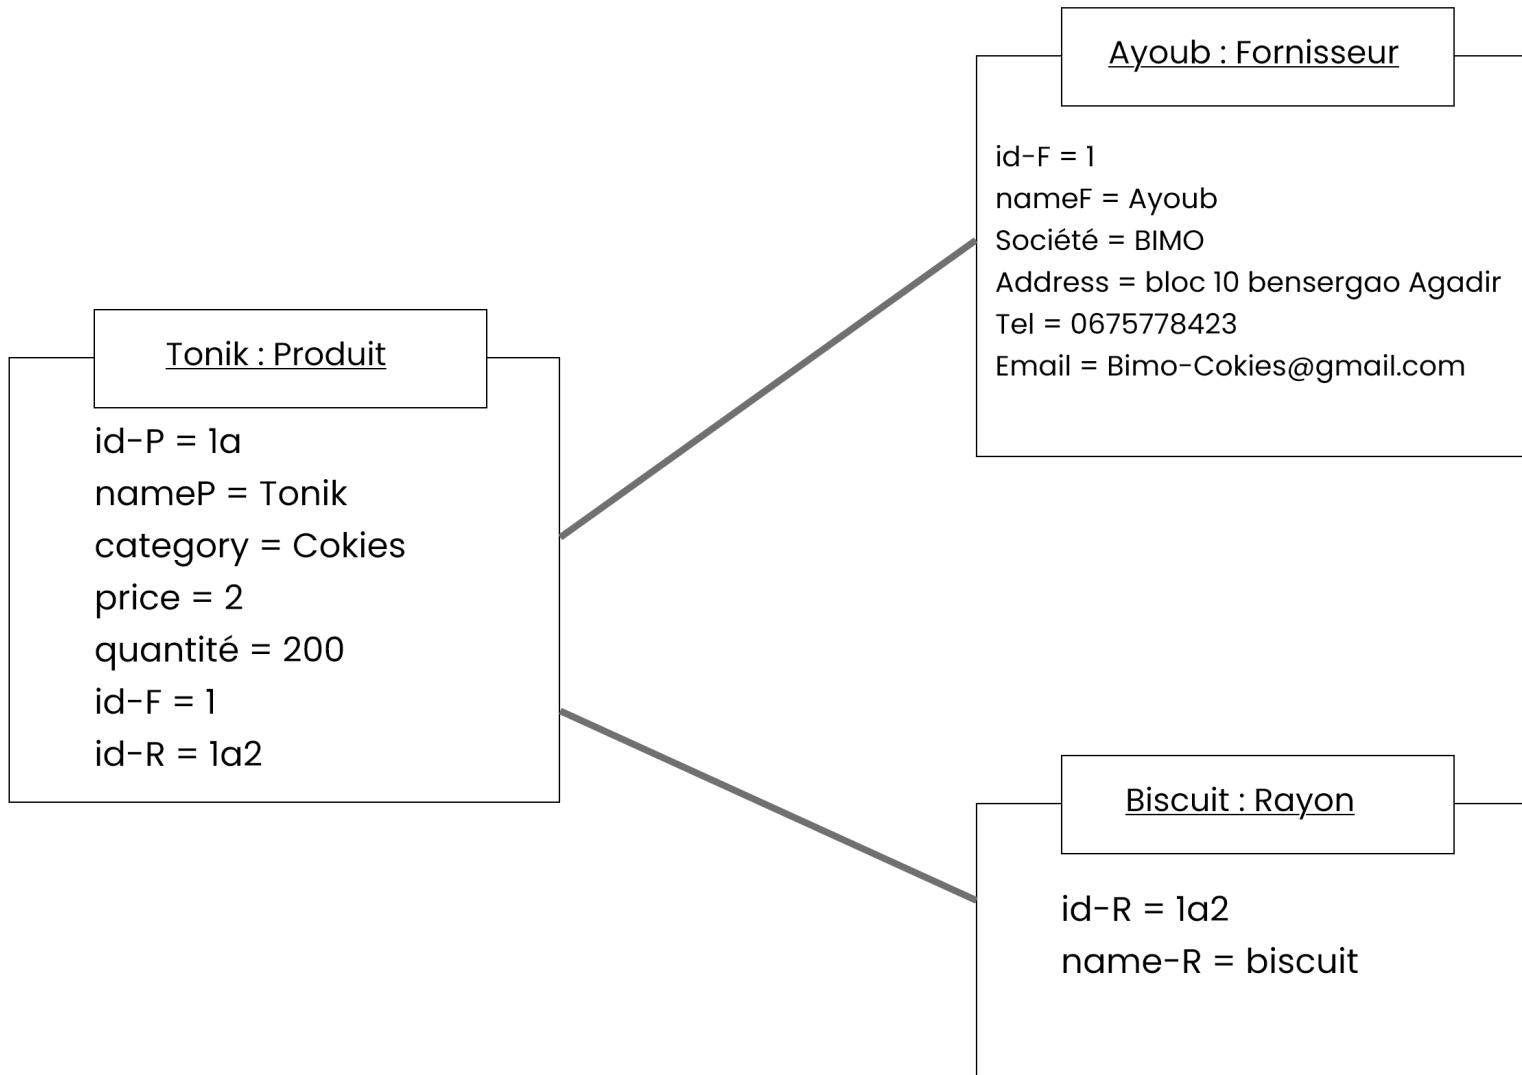 Ayoub : Fornisseur
id-F = 1
nameF = Ayoub
Société = BIMO
Address = bloc 10 bensergao Agadir
Tel = 0675778423
Email = Bimo-Cokies@gmail.com
Tonik : Produit
id-P = 1a
nameP = Tonik
category = Cokies
price = 2
quantité = 200
id-F = 1
id-R = 1a2
Biscuit : Rayon
id-R = 1a2
name-R = biscuit